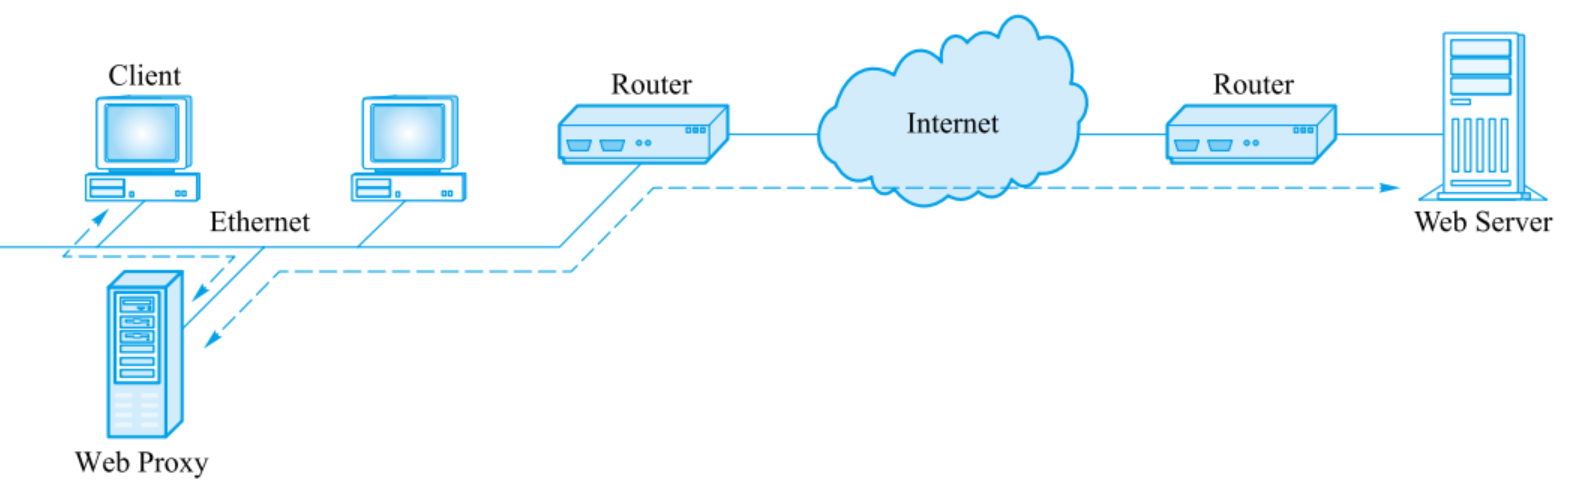 Client
Router
Internet
Router
Ethernet
Web Server
Web Proxy